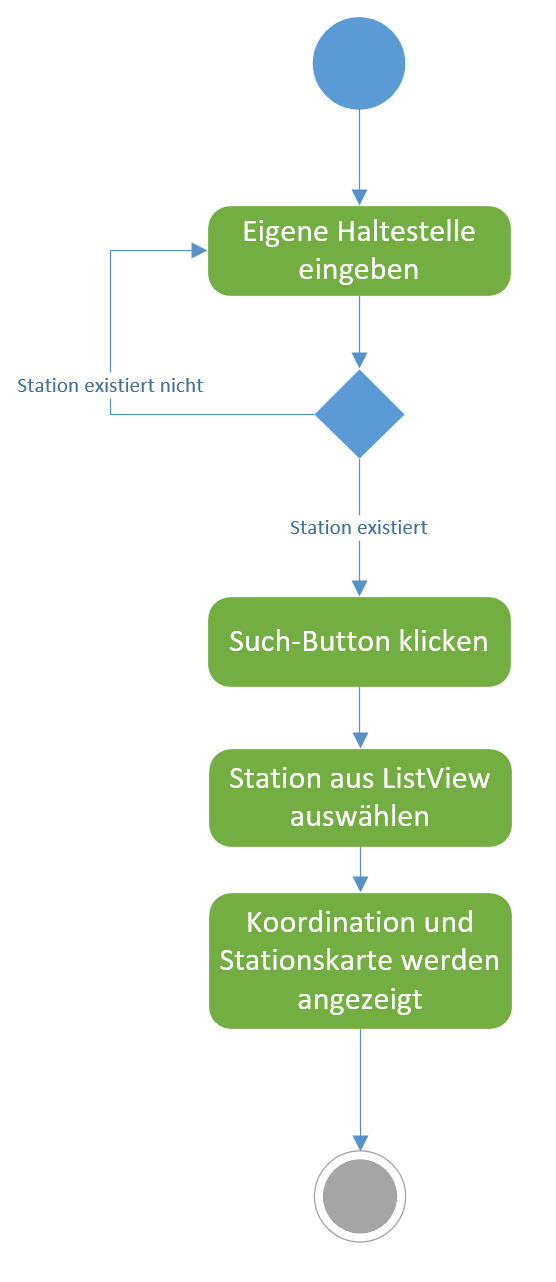 Eigene Haltestelle
eingeben
Station existiert nicht
Station existiert
Such-Button klicken
Station aus ListView
auswählen
Koordination und
Stationskarte werden
angezeigt